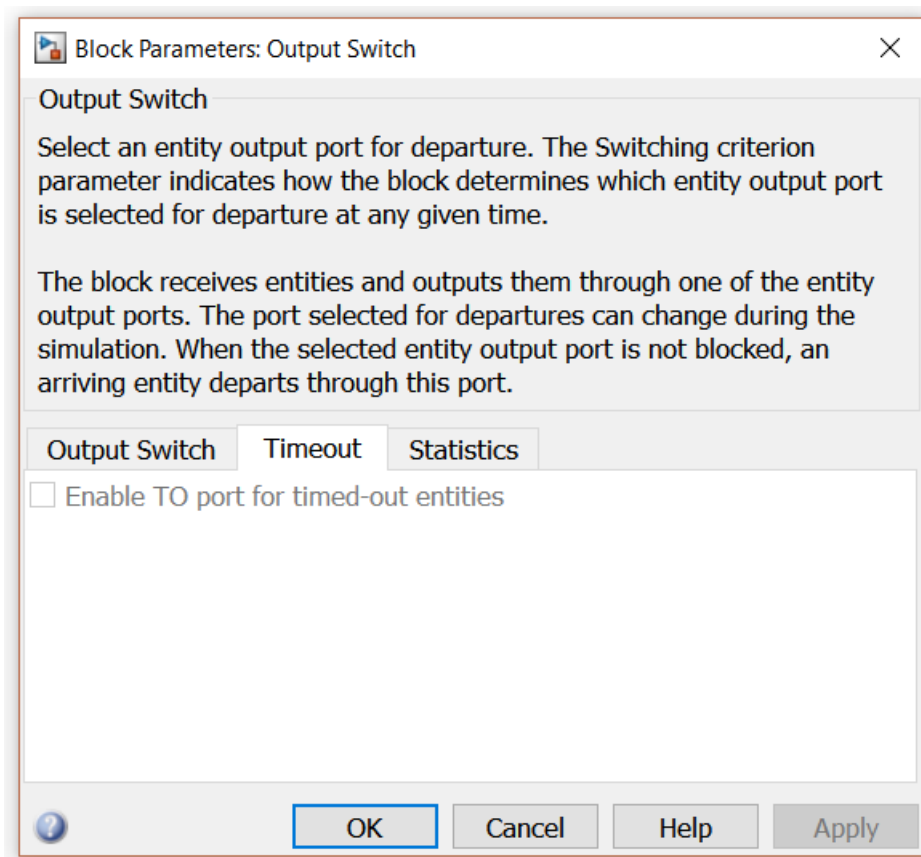 Block Parameters: Output Switch
Output Switch
Select an entity output port for departure. The Switching criterion
parameter indicates how the block determines which entity output port
is selected for departure at any given time.
The block receives entities and outputs them through one of the entity
output ports. The port selected for departures can change during the
simulation. When the selected entity output port is not blocked, an
arriving entity departs through this port.
Output Switch Timeout Statistics
Enable TO port for timed-out entities
? OK Cancel Help Apply